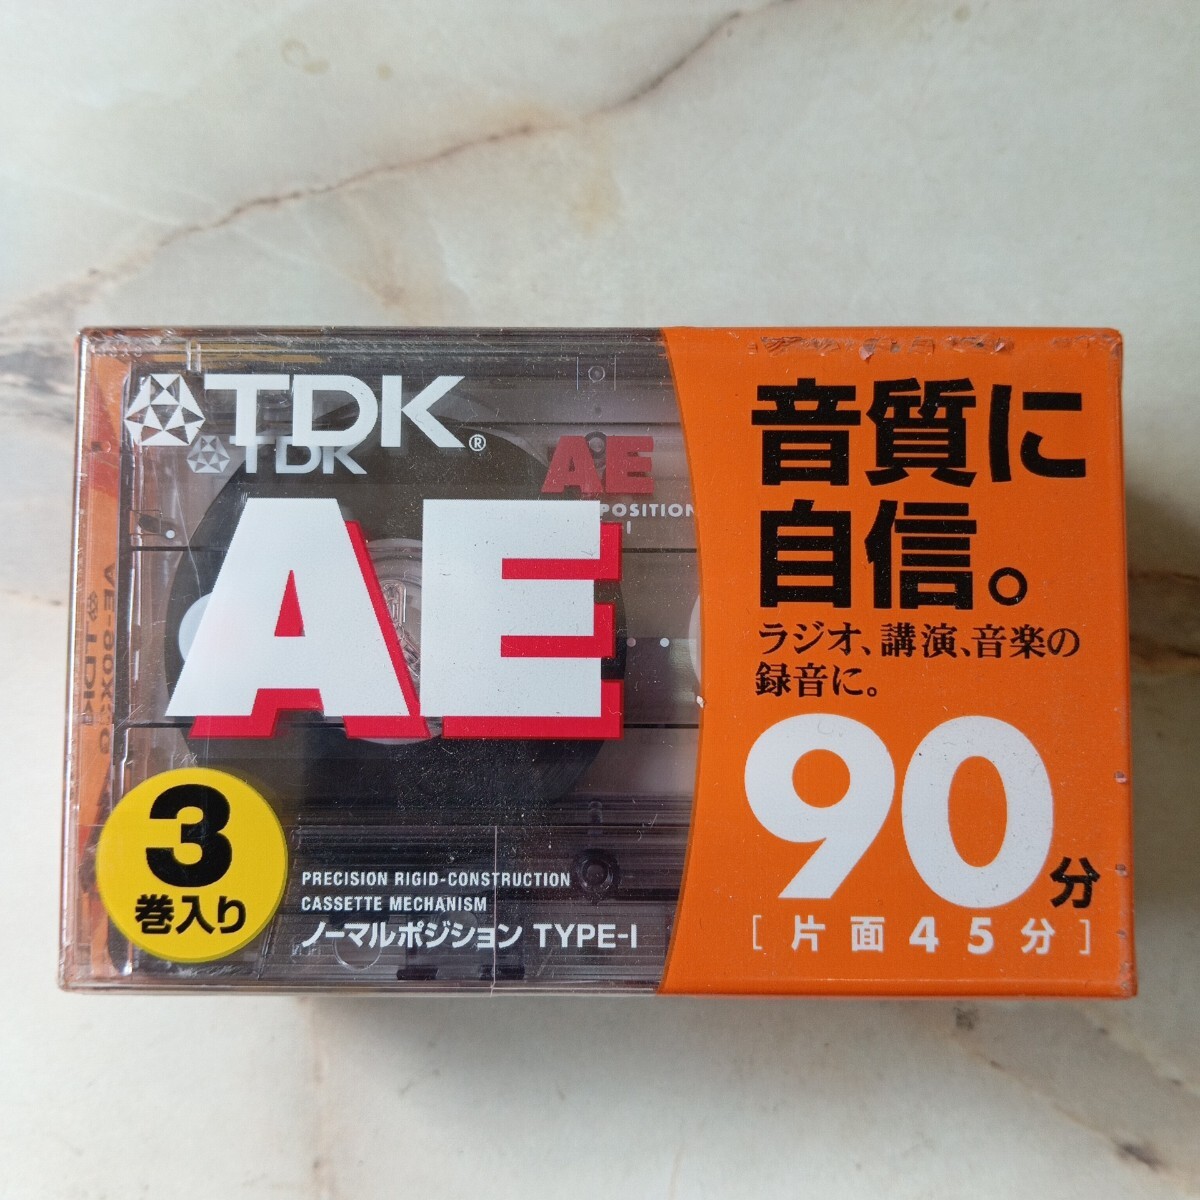 TDK®
TDK
AE
AE
POSITION
I
3
巻入り
PRECISION RIGID-CONSTRUCTION
CASSETTE MECHANISM
ノーマルポジション TYPE-I
音質に
自信。
ラジオ、講演、音楽の
録音に。
90分
[片面45分]
TDK